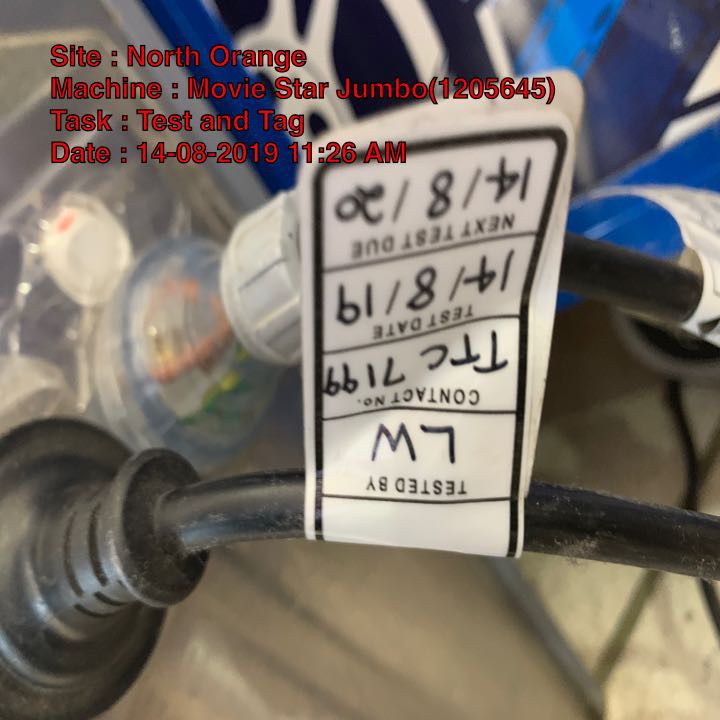 Site : North Orange
Machine : Movie Star Jumbo(1205645)
Task : Test and Tag
Date : 14-08-2019 11:26 AM
TESTED BY
LW
CONTACT No.
TTC 7199
TEST DATE
14/8/19
NEXT TEST DUE
14/8/20